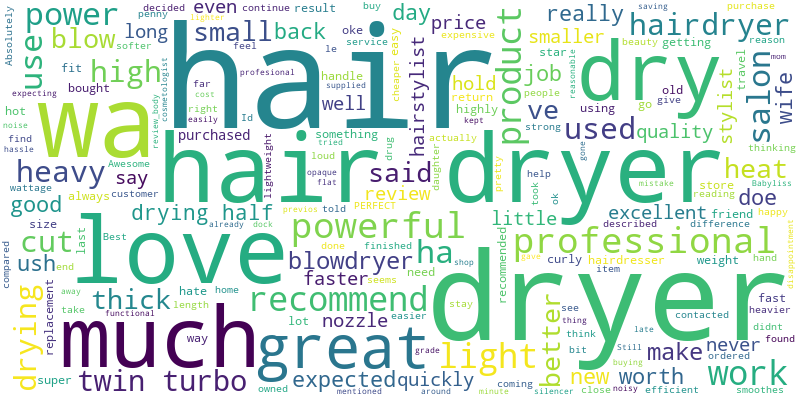 hair
dry
wa
hair dryer
love
dryer
much
great
professional
powerful
recommend
work
light
salon
product
used
hairdryer
power
high
small
blow
use
heavy
heat
thick
cut
drying
twin turbo
drying half
blowdryer
expected
quickly
better
worth
make
new
never
excellent
little
quality
stylist
hairstylist
said
ha
job
ve
wife
doe
price
day
back
even
long
really
smaller
hold
review
well
good
say
ush
faster
nozzle
purchased
something
tried
handle
easy
cheaper
expensive
service
oke
le
supplied
result
continue
penny
decided
lighter
softer
feel
profesional
fit
bought
far
cost
right
easily
Id
cosmetologist
review_body
hot
noise
find
hassle
Absolutely
expecting
Awesome
wattage
always
customer
size
last
Best
already
previos
told
PERFECT
dock
lightweight
loud
opaque
flat
drug
daughter
return
highly
actually
kept
pretty
star
people
buy
beauty
getting
strong
using
go
old
give
travel
reasonable
reason
saving
purchase
mom
thinking
Babyliss
gone
help
took
ok
mistake
store
reading
friend
happy
described
difference
disappointment
hairdresser
weight
hand
recommended
curly
item
finished
done
need
seems
shop
gave
stay
easier
lot
hate
home
length
way
away
take
end
replacement
compared
functional
super
owned
mentioned
around
grade
minute
coming
silencer
noisy
buying
Still
thing
see
think
bit
close
efficient
late
contacted
ordered
didnt
fast
heavier
found
smoothes